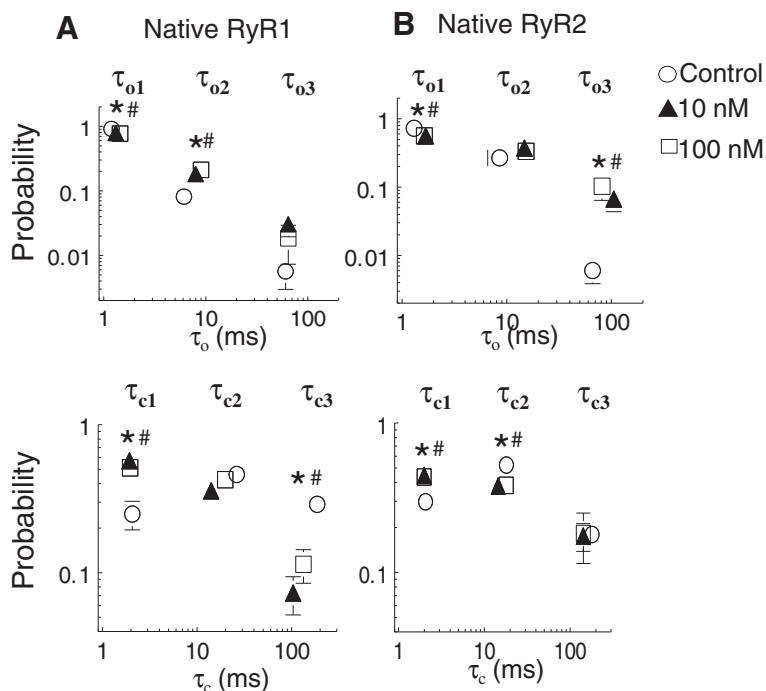 A Native RyR1
B Native RyR2
τo1 τo2 τo3
τo1 τo2 τo3
Control
10 nM
100 nM
*# *#
*# *#
Probability
1
0.1
0.01
1
0.1
0.01
1 10 100
τo (ms)
1 10 100
τo (ms)
τc1 τc2 τc3
τc1 τc2 τc3
*# *#
*# *#
Probability
1
0.1
1
0.1
1 10 100
τc (ms)
1 10 100
τc (ms)